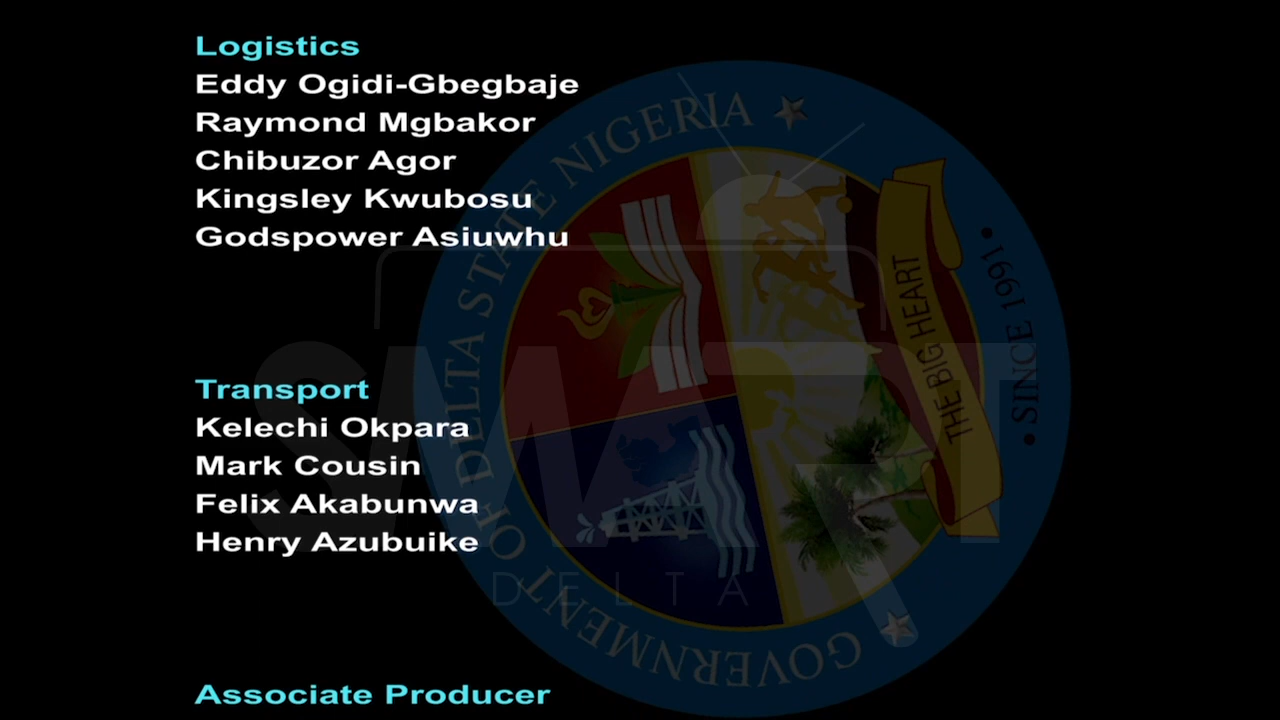 Logistics
Eddy Ogidi-Gbegbaje
Raymond Mgbakor
Chibuzor Agor
Kingsley Kwubosu
Godspower Asiuwhu
Transport
Kelechi Okpara
Mark Cousin
Felix Akabunwa
Henry Azubuike
Associate Producer
GOVERNMENT OF DELTA STATE NIGERIA
THE BIG HEART
• SINCE 1991 •
SMART
DELTA